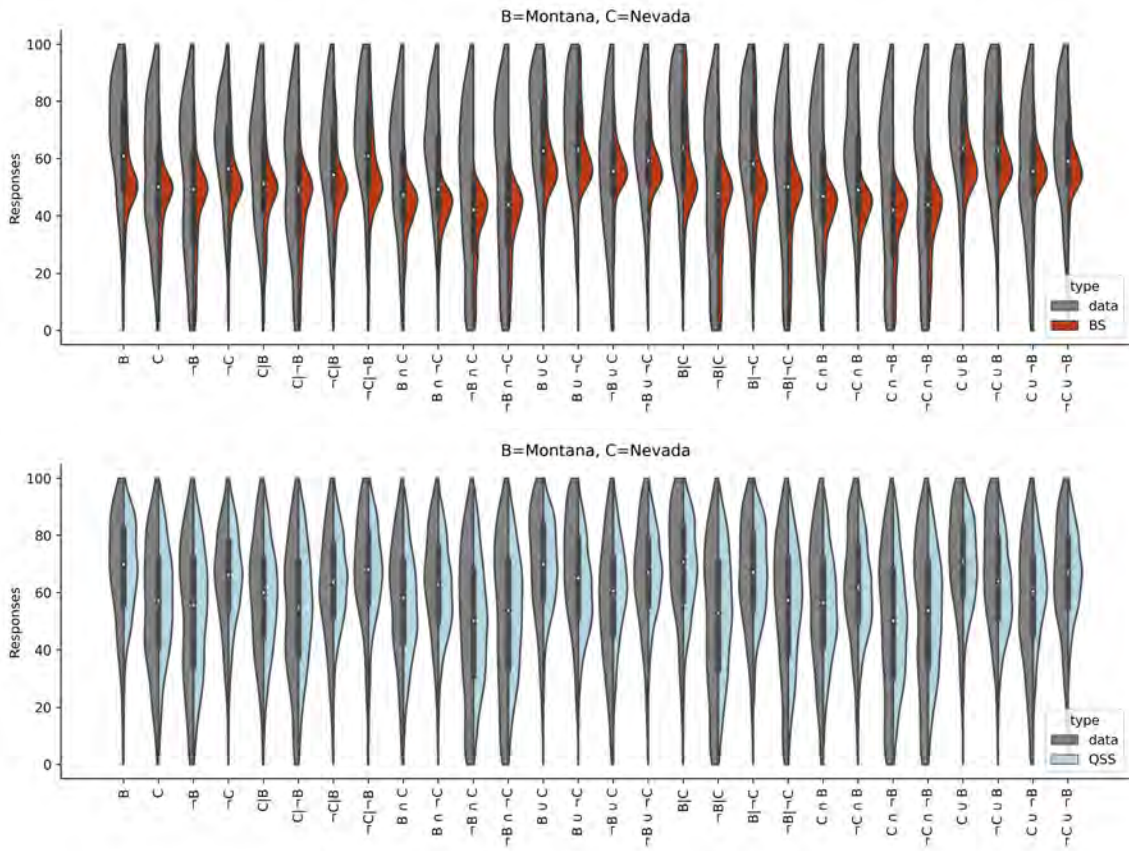 B=Montana, C=Nevada
Responses
100
80
60
40
20
0
type
data
BS
B
C
¬B
¬C
C|B
C|¬B
¬C|B
¬C|¬B
B ∩ C
B ∩ ¬C
¬B ∩ C
¬B ∩ ¬C
B ∪ C
B ∪ ¬C
¬B ∪ C
¬B ∪ ¬C
B|C
¬B|C
B|¬C
¬B|¬C
C ∩ B
¬C ∩ B
C ∩ ¬B
¬C ∩ ¬B
C ∪ B
¬C ∪ B
C ∪ ¬B
¬C ∪ ¬B
B=Montana, C=Nevada
Responses
100
80
60
40
20
0
type
data
QSS
B
C
¬B
¬C
C|B
C|¬B
¬C|B
¬C|¬B
B ∩ C
B ∩ ¬C
¬B ∩ C
¬B ∩ ¬C
B ∪ C
B ∪ ¬C
¬B ∪ C
¬B ∪ ¬C
B|C
¬B|C
B|¬C
¬B|¬C
C ∩ B
¬C ∩ B
C ∩ ¬B
¬C ∩ ¬B
C ∪ B
¬C ∪ B
C ∪ ¬B
¬C ∪ ¬B